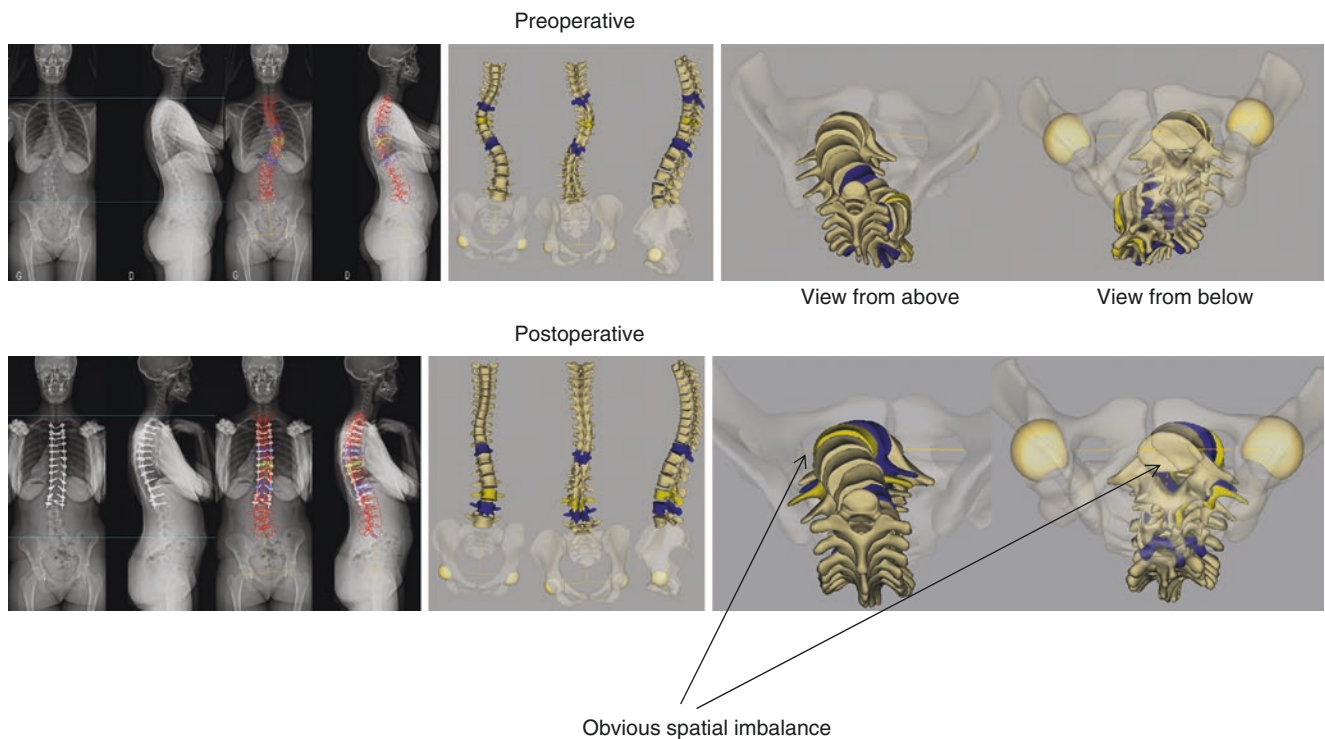 Preoperative
G
D
G
D
View from above
View from below
Postoperative
Obvious spatial imbalance